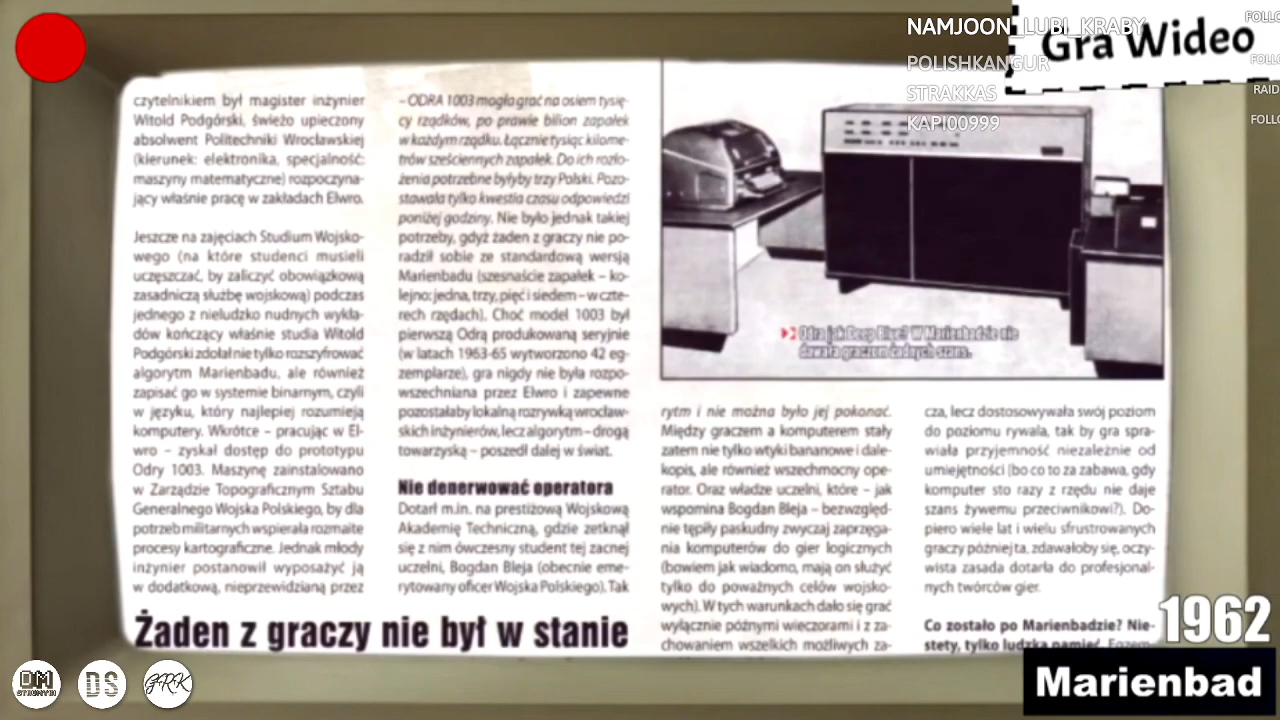 NAMJOON_LUBI_KRABY
POLISHKANGUR
STRAKKAS
KAPI00999
Gra Wideo
FOLL
FOLL
RAID
FOLL
czytelnikiem był magister inżynier
Witold Podgórski, świeżo upieczony
absolwent Politechniki Wrocławskiej
(kierunek: elektronika, specjalność:
maszyny matematyczne) rozpoczyna-
jący właśnie pracę w zakładach Elwro.
Jeszcze na zajęciach Studium Wojsko-
wego (na które studenci musieli
uczęszczać, by zaliczyć obowiązkową
zasadniczą służbę wojskową) podczas
jednego z nieludzko nudnych wykła-
dów kończący właśnie studia Witold
Podgórski zdołał nie tylko rozszyfrować
algorytm Marienbadu, ale również
zapisać go w systemie binarnym, czyli
w języku, który najlepiej rozumieją
komputery. Wkrótce – pracując w El-
wro – zyskał dostęp do prototypu
Odry 1003. Maszynę zainstalowano
w Zarządzie Topograficznym Sztabu
Generalnego Wojska Polskiego, by dla
potrzeb militarnych wspierała rozmaite
procesy kartograficzne. Jednak młody
inżynier postanowił wyposażyć ją
w dodatkową, nieprzewidzianą przez
– ODRA 1003 mogła grać na osiem tysię-
cy rządków, po prawie bilion zapałek
w każdym rządku. Łącznie tysiąc kilome-
trów sześciennych zapałek. Do ich rozło-
żenia potrzebne byłyby trzy Polski. Pozo-
stawała tylko kwestia czasu odpowiedzi
poniżej godziny. Nie było jednak takiej
potrzeby, gdyż żaden z graczy nie po-
radził sobie ze standardową wersją
Marienbadu (szesnaście zapałek – ko-
lejno: jedna, trzy, pięć i siedem – w czte-
rech rzędach). Choć model 1003 był
pierwszą Odrą produkowaną seryjnie
(w latach 1963-65 wytworzono 42 eg-
zemplarze), gra nigdy nie była rozpo-
wszechniana przez Elwro i zapewne
pozostałaby lokalną rozrywką wrocław-
skich inżynierów, lecz algorytm – drogą
towarzyską – poszedł dalej w świat.
Nie denerwować operatora
Dotarł m.in. na prestiżową Wojskową
Akademię Techniczną, gdzie zetknął
się z nim ówczesny student tej zacnej
uczelni, Bogdan Bleja (obecnie eme-
rytowany oficer Wojska Polskiego). Tak
Żaden z graczy nie był w stanie
Odra jak Deep Blue? W Marienbadzie nie
dawała graczom żadnych szans.
rytm i nie można było jej pokonać.
Między graczem a komputerem stały
zatem nie tylko wtyki bananowe i dale-
kopis, ale również wszechmocny ope-
rator. Oraz władze uczelni, które – jak
wspomina Bogdan Bleja – bezwzględ-
nie tępiły paskudny zwyczaj zaprzęga-
nia komputerów do gier logicznych
(bowiem jak wiadomo, mają on służyć
tylko do poważnych celów wojsko-
wych). W tych warunkach dało się grać
wyłącznie późnymi wieczorami i z za-
chowaniem wszelkich możliwych za-
cza, lecz dostosowywała swój poziom
do poziomu rywala, tak by gra spra-
wiała przyjemność niezależnie od
umiejętności (bo co to za zabawa, gdy
komputer sto razy z rzędu nie daje
szans żywemu przeciwnikowi?). Do-
piero wiele lat i wielu sfrustrowanych
graczy później ta, zdawałoby się, oczy-
wista zasada dotarła do profesjonal-
nych twórców gier.
Co zostało po Marienbadzie? Nie-
stety, tylko ludzka pamięć.
1962
Marienbad
DM
DS
GRK